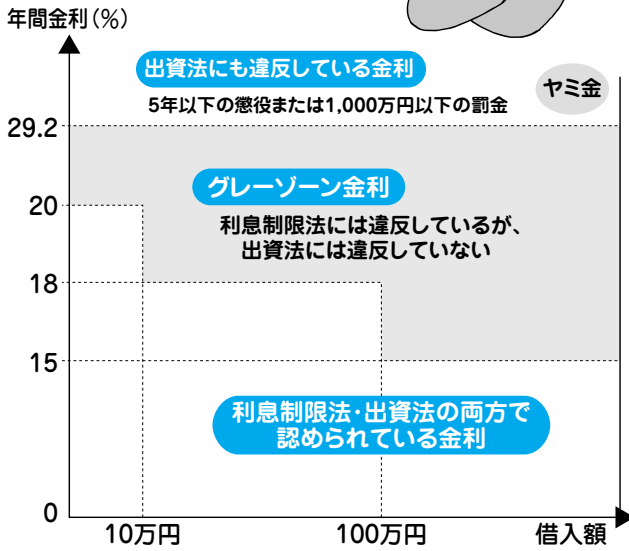 年間金利(%)
出資法にも違反している金利
ヤミ金
5年以下の懲役または1,000万円以下の罰金
29.2
グレーゾーン金利
20
利息制限法には違反しているが、
出資法には違反していない
18
15
利息制限法・出資法の両方で
認められている金利
0
10万円 100万円 借入額